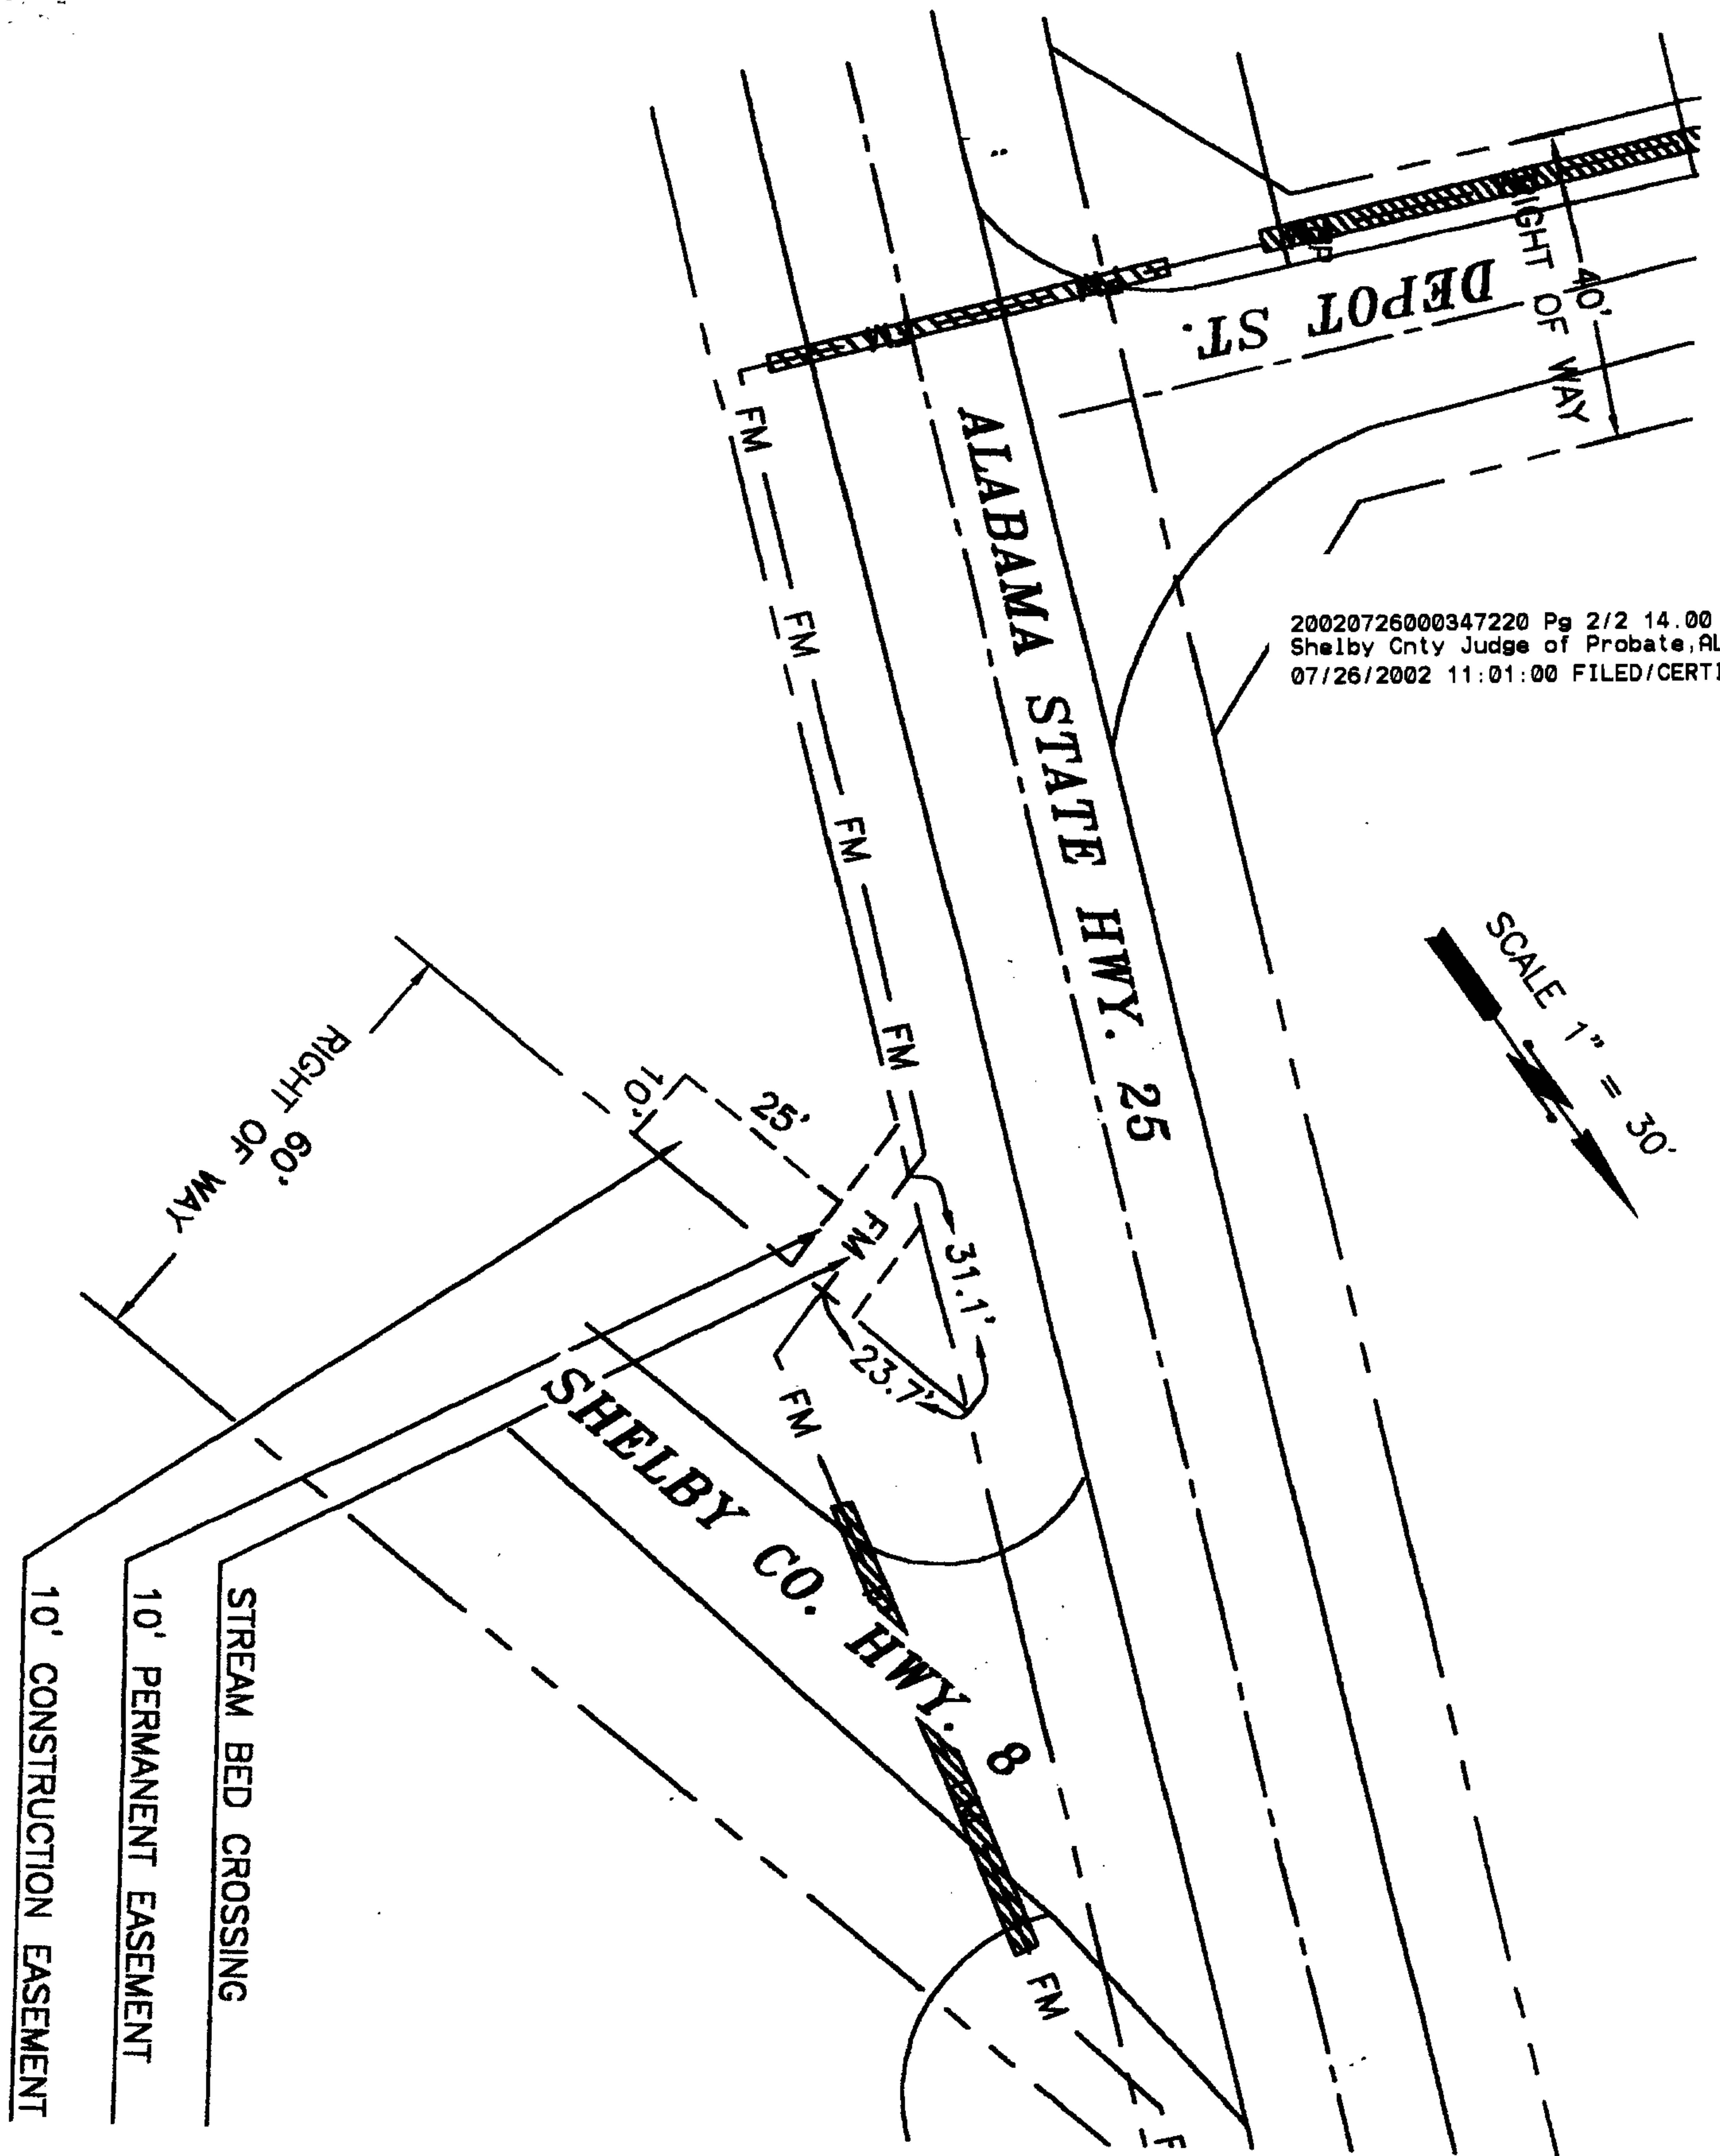 40'
RIGHT OF WAY
DEPOT ST.
FM
FM
ALABAMA STATE HWY. 25
20020726000347220 Pg 2/2 14.00
Shelby Cnty Judge of Probate,AL
07/26/2002 11:01:00 FILED/CERTI
FM
FM
FM
FM
SCALE 1" = 30'
60'
RIGHT OF WAY
10'
25'
FM
31.1'
23.7'
FM
SHELBY CO. HWY. 8
FM
F
STREAM BED CROSSING
10' PERMANENT EASEMENT
10' CONSTRUCTION EASEMENT